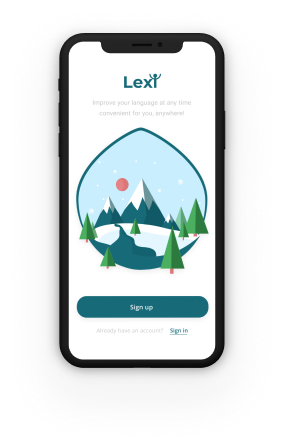 Lexi
Improve your language at any time
convenient for you, anywhere!
Sign up
Already have an account? Sign in